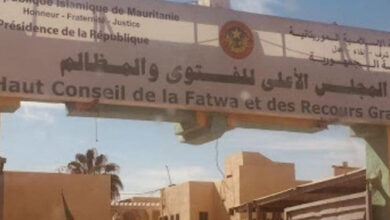 République Islamique de Mauritanie
Honneur - Fraternité - Justice
Présidence de la République
المجلس الأعلى للفتوى والمظالم
Haut Conseil de la Fatwa et des Recours Gra